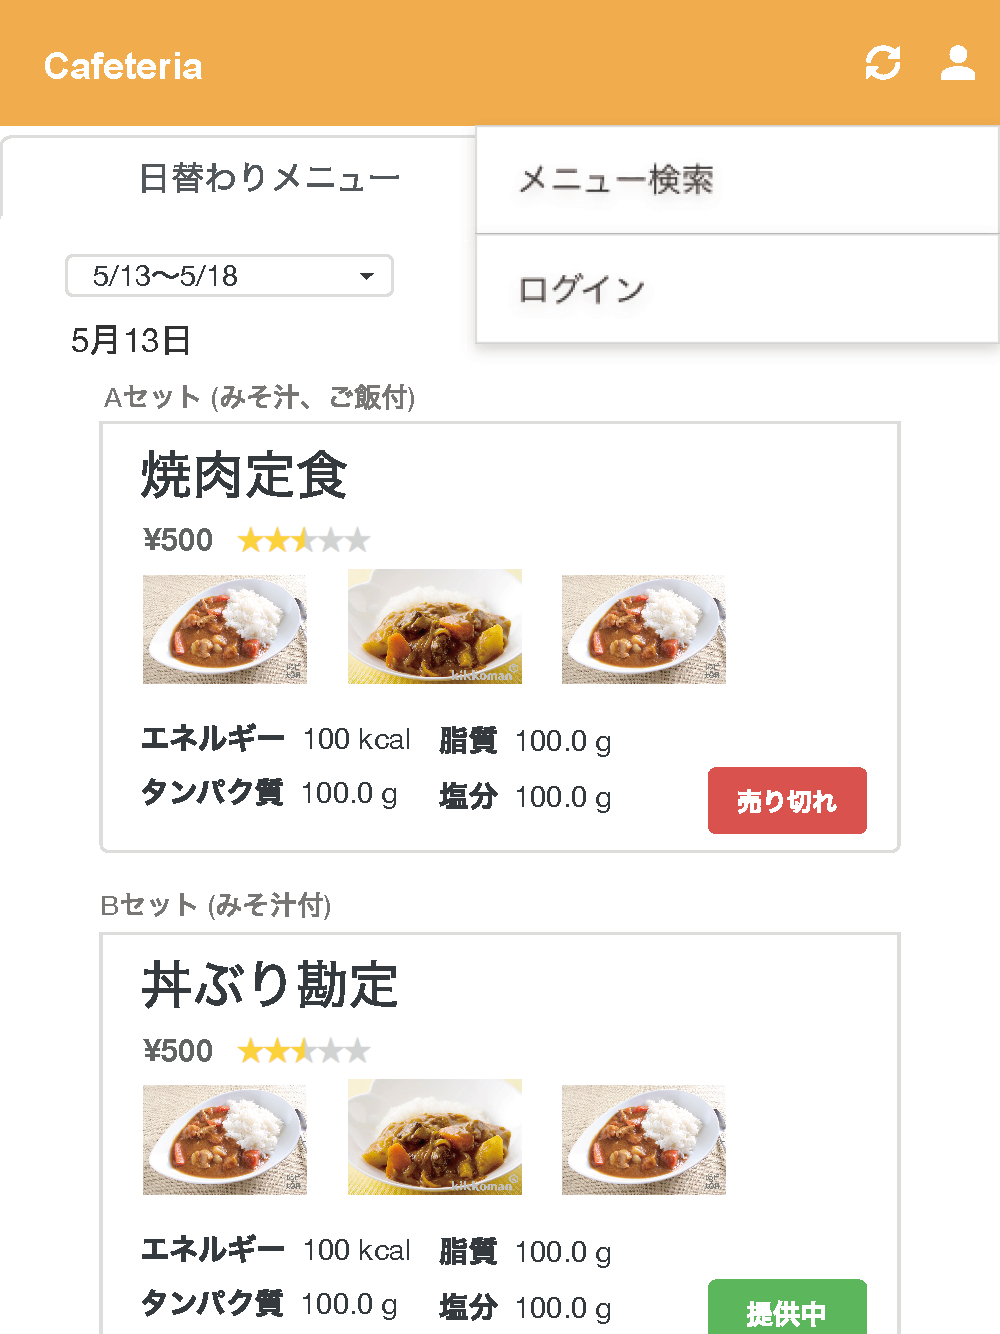 Cafeteria
日替わりメニュー
メニュー検索
ログイン
5/13〜5/18
5月13日
Aセット (みそ汁、ご飯付)
焼肉定食
¥500
kikkoman
エネルギー 100 kcal 脂質 100.0 g
タンパク質 100.0 g 塩分 100.0 g
売り切れ
Bセット (みそ汁付)
丼ぶり勘定
¥500
kikkoman
エネルギー 100 kcal 脂質 100.0 g
タンパク質 100.0 g 塩分 100.0 g
提供中